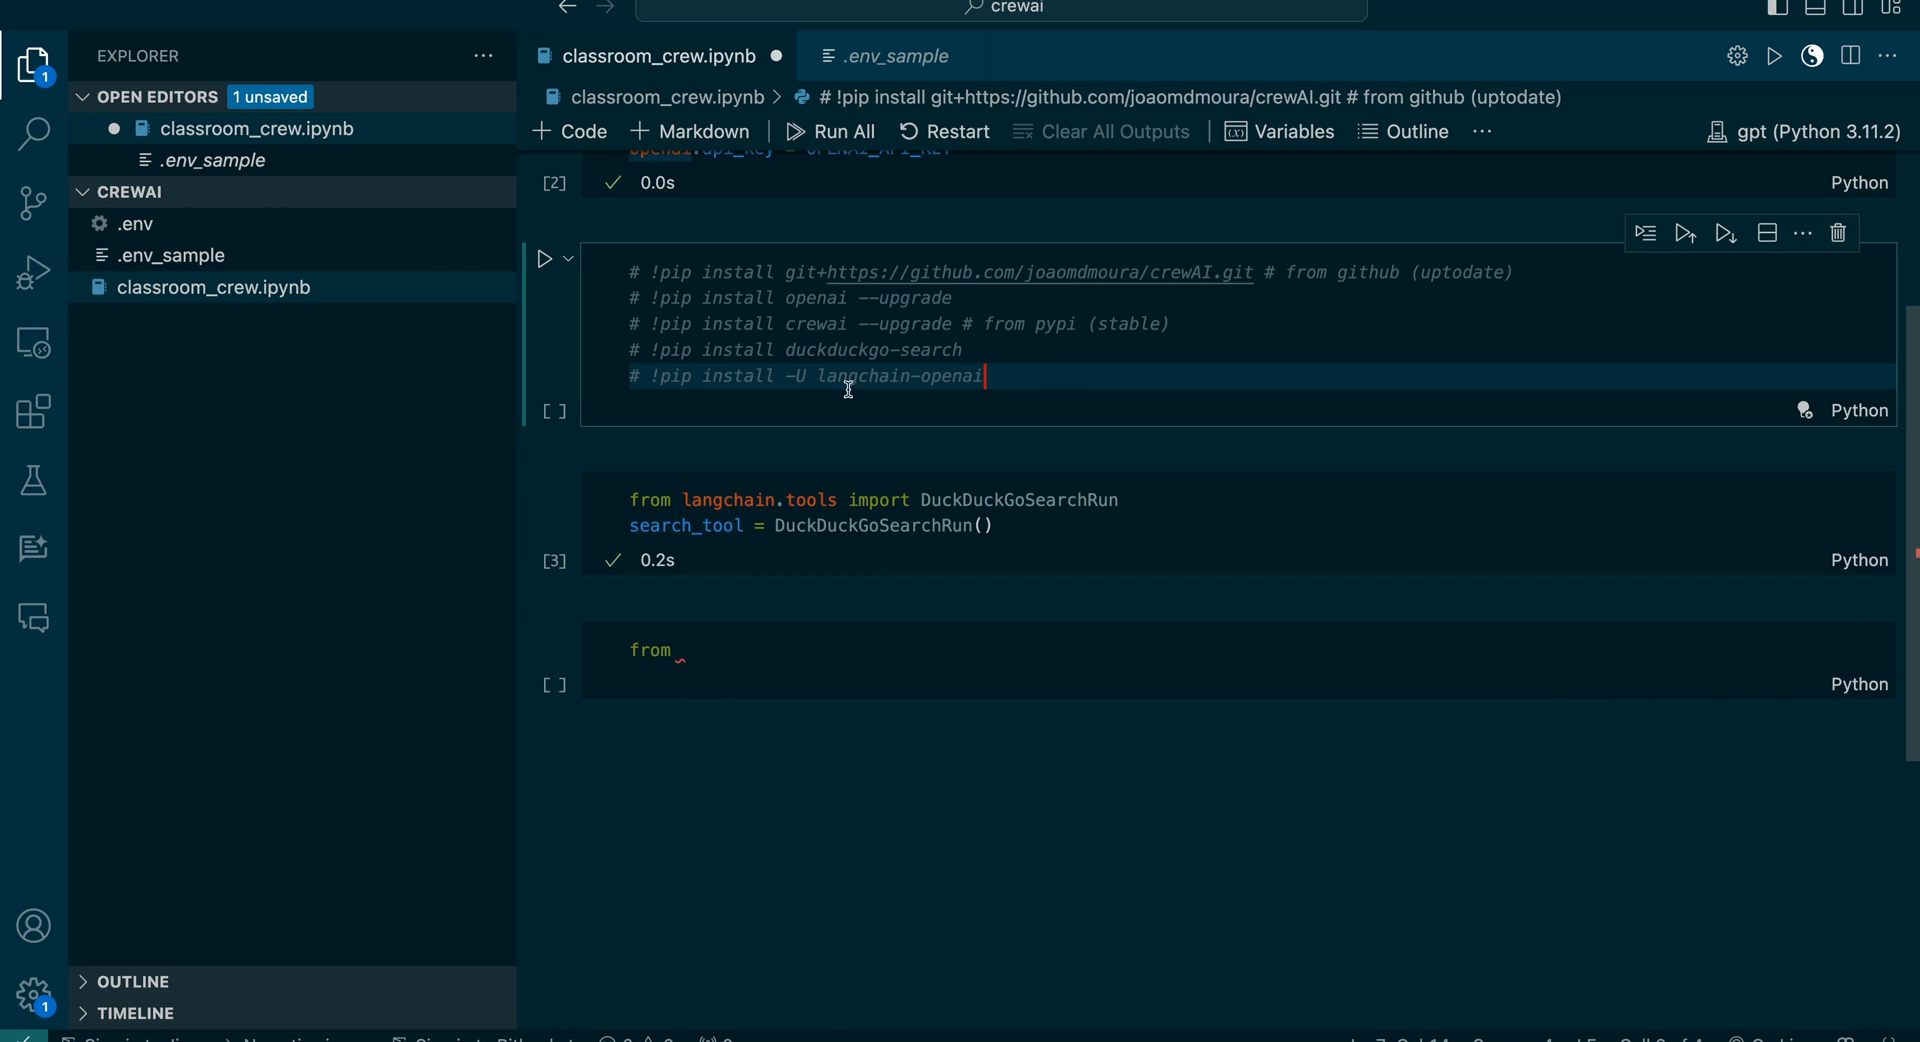 crewai
EXPLORER
classroom_crew.ipynb
.env_sample
1
OPEN EDITORS 1 unsaved
classroom_crew.ipynb > # !pip install git+https://github.com/joaomdmoura/crewAI.git # from github (uptodate)
classroom_crew.ipynb
+ Code + Markdown Run All Restart Clear All Outputs Variables Outline ... gpt (Python 3.11.2)
.env_sample
CREWAI
.env
.env_sample
classroom_crew.ipynb
openai.api_key = OPENAI_API_KEY
[2] 0.0s Python
# !pip install git+https://github.com/joaomdmoura/crewAI.git # from github (uptodate)
# !pip install openai --upgrade
# !pip install crewai --upgrade # from pypi (stable)
# !pip install duckduckgo-search
# !pip install -U langchain-openai
[ ] Python
from langchain.tools import DuckDuckGoSearchRun
search_tool = DuckDuckGoSearchRun()
[3] 0.2s Python
from
[ ] Python
OUTLINE
1
TIMELINE